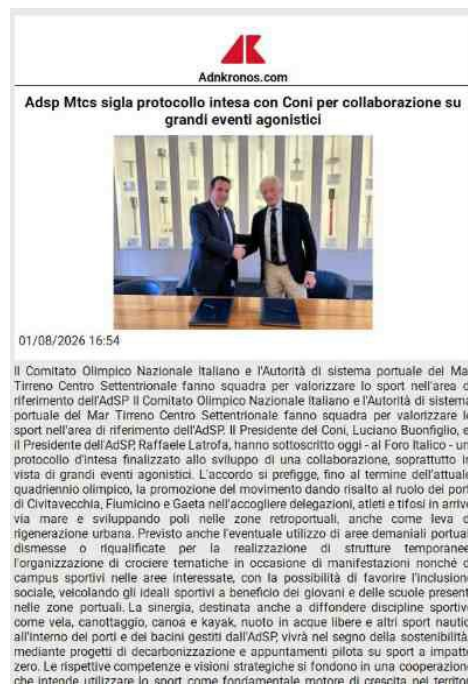 Adnkronos.com
Adsp Mtcs sigla protocollo intesa con Coni per collaborazione su
grandi eventi agonistici
01/08/2026 16:54
Il Comitato Olimpico Nazionale Italiano e l'Autorità di sistema portuale del Mar
Tirreno Centro Settentrionale fanno squadra per valorizzare lo sport nell'area di
riferimento dell'AdSP Il Comitato Olimpico Nazionale Italiano e l'Autorità di sistema
portuale del Mar Tirreno Centro Settentrionale fanno squadra per valorizzare lo
sport nell'area di riferimento dell'AdSP. Il Presidente del Coni, Luciano Buonfiglio, e
il Presidente dell'AdSP, Raffaele Latrofa, hanno sottoscritto oggi - al Foro Italico - un
protocollo d'intesa finalizzato allo sviluppo di una collaborazione, soprattutto in
vista di grandi eventi agonistici. L'accordo si prefigge, fino al termine dell'attuale
quadriennio olimpico, la promozione del movimento dando risalto al ruolo dei porti
di Civitavecchia, Fiumicino e Gaeta nell'accogliere delegazioni, atleti e tifosi in arrivo
via mare e sviluppando poli nelle zone retroportuali, anche come leva di
rigenerazione urbana. Previsto anche l'eventuale utilizzo di aree demaniali portuali
dismesse o riqualificate per la realizzazione di strutture temporanee,
l'organizzazione di crociere tematiche in occasione di manifestazioni nonché di
campus sportivi nelle aree interessate, con la possibilità di favorire l'inclusione
sociale, veicolando gli ideali sportivi a beneficio dei giovani e delle scuole presenti
nelle zone portuali. La sinergia, destinata anche a diffondere discipline sportive
come vela, canottaggio, canoa e kayak, nuoto in acque libere e altri sport nautici
all'interno dei porti e dei bacini gestiti dall'AdSP, vivrà nel segno della sostenibilità,
mediante progetti di decarbonizzazione e appuntamenti pilota su sport a impatto
zero. Le rispettive competenze e visioni strategiche si fondono in una cooperazione
che intende utilizzare lo sport come fondamentale motore di crescita nel